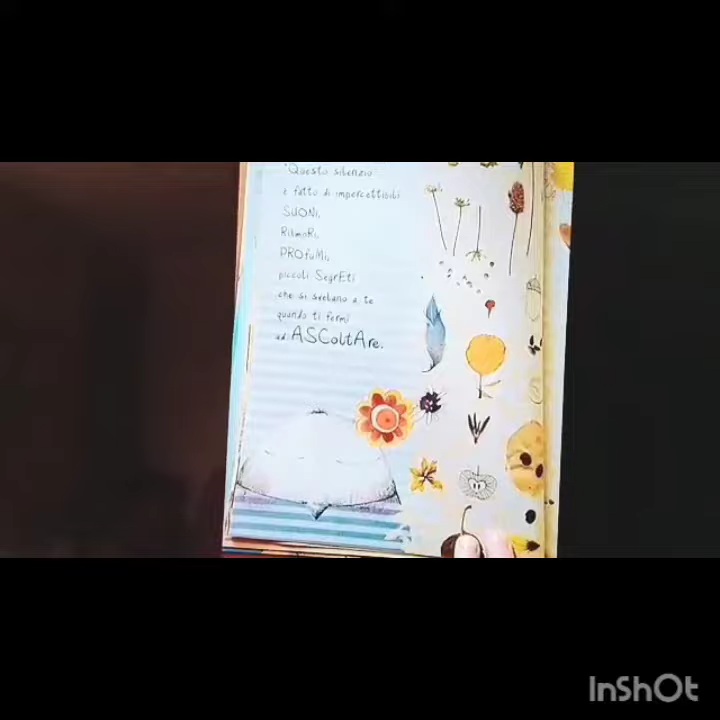 "Questo silenzio
è fatto di impercettibili
SUONi,
RUmoRi,
PROfuMi,
piccoli SegrEti
che si svelano a te
quando ti fermi
ad ASColtAre.
InShOt